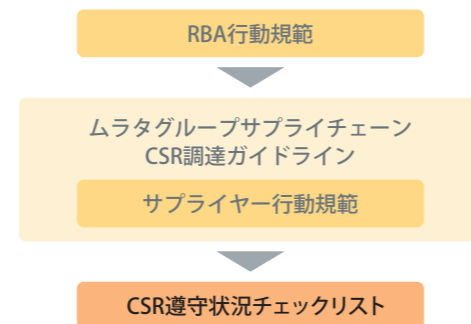 RBA行動規範
ムラタグループサプライチェーン
CSR調達ガイドライン
サプライヤー行動規範
CSR遵守状況チェックリスト